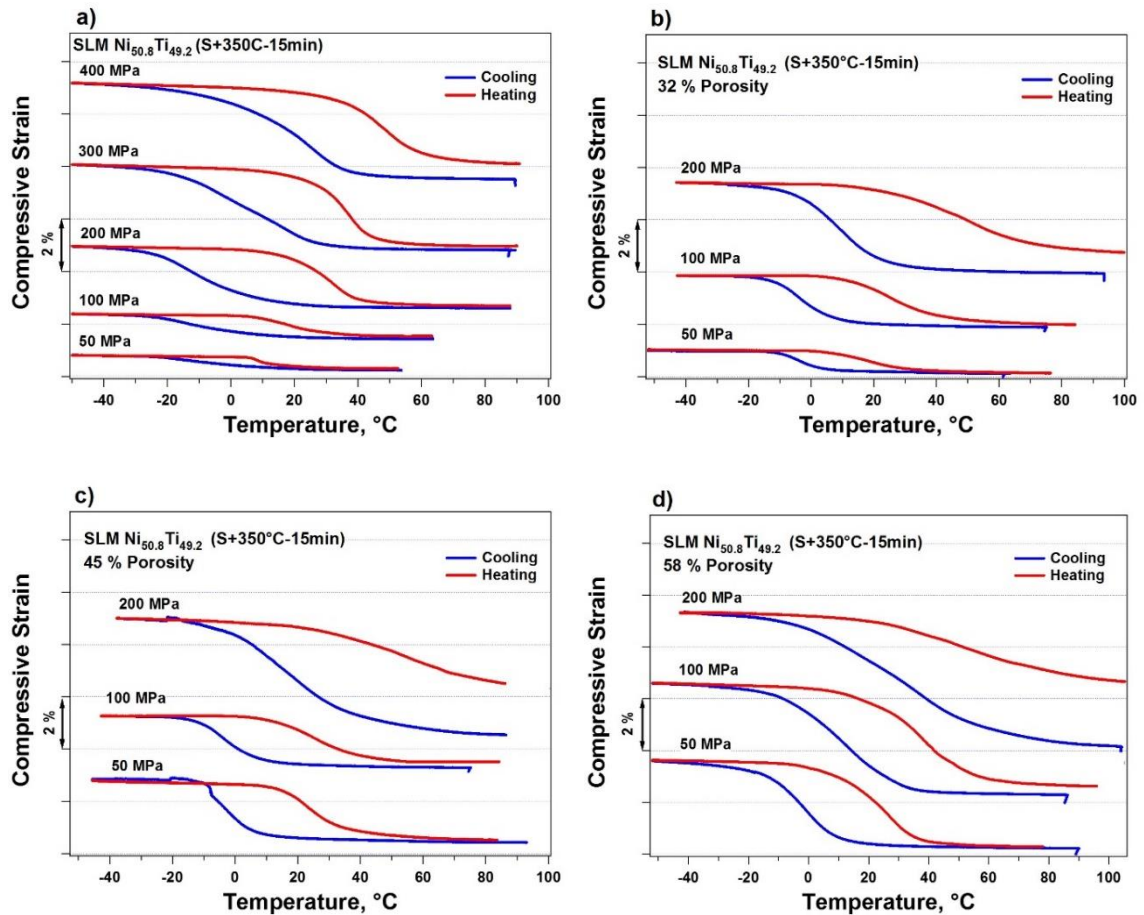 a)
SLM Ni50.8Ti49.2 (S+350C-15min)
400 MPa
Cooling
Heating
300 MPa
200 MPa
100 MPa
50 MPa
2 %
Compressive Strain
-40 -20 0 20 40 60 80 100
Temperature, °C
b)
SLM Ni50.8Ti49.2 (S+350°C-15min)
32 % Porosity
Cooling
Heating
200 MPa
100 MPa
50 MPa
2 %
Compressive Strain
-40 -20 0 20 40 60 80 100
Temperature, °C
c)
SLM Ni50.8Ti49.2 (S+350°C-15min)
45 % Porosity
Cooling
Heating
200 MPa
100 MPa
50 MPa
2 %
Compressive Strain
-40 -20 0 20 40 60 80 100
Temperature, °C
d)
SLM Ni50.8Ti49.2 (S+350°C-15min)
58 % Porosity
Cooling
Heating
200 MPa
100 MPa
50 MPa
2 %
Compressive Strain
-40 -20 0 20 40 60 80 100
Temperature, °C